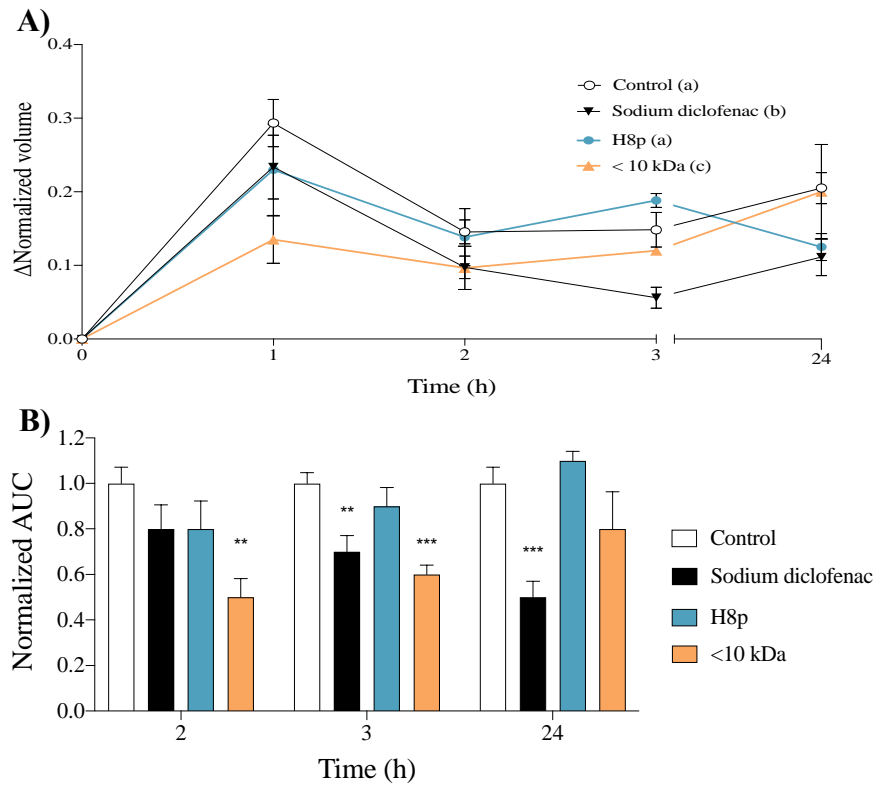 A)
0.4
0.3
0.2
0.1
0.0
ΔNormalized volume
Control (a)
Sodium diclofenac (b)
H8p (a)
< 10 kDa (c)
0 1 2 3 24
Time (h)
B)
1.2
1.0
0.8
0.6
0.4
0.2
0.0
Normalized AUC
** ** *** ***
2 3 24
Time (h)
Control
Sodium diclofenac
H8p
<10 kDa